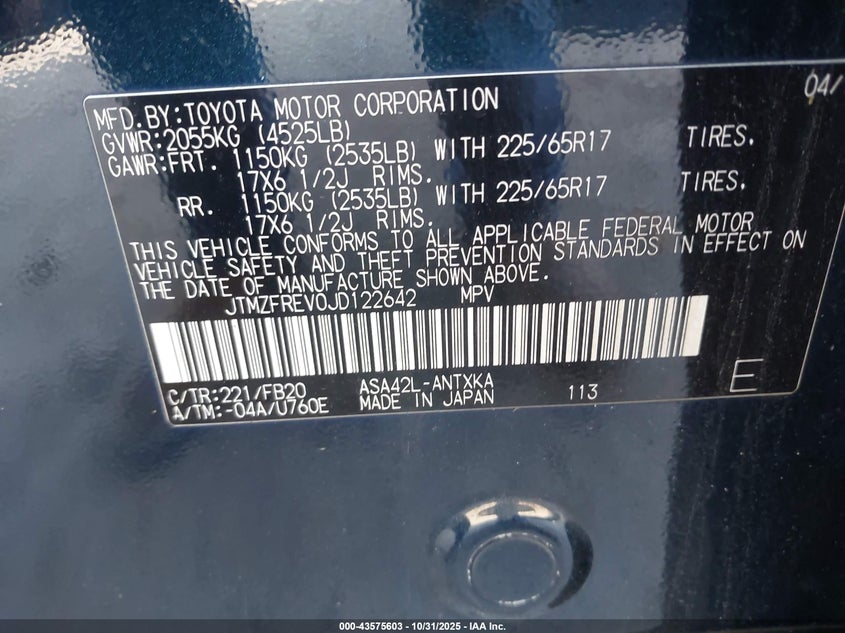 04/
MFD.BY:TOYOTA MOTOR CORPORATION
GVWR:2055KG (4525LB)
GAWR:FRT. 1150KG (2535LB) WITH 225/65R17 TIRES.
17X6 1/2J RIMS.
RR. 1150KG (2535LB) WITH 225/65R17 TIRES.
17X6 1/2J RIMS.
THIS VEHICLE CONFORMS TO ALL APPLICABLE FEDERAL MOTOR
VEHICLE SAFETY AND THEFT PREVENTION STANDARDS IN EFFECT ON
THE DATE OF MANUFACTURE SHOWN ABOVE.
JTMZFREV0JD122642 MPV
C/TR:221/FB20 ASA42L-ANTXKA
A/TM:-04A/U760E MADE IN JAPAN 113 E
000-43575603 - 10/31/2025 - IAA Inc.